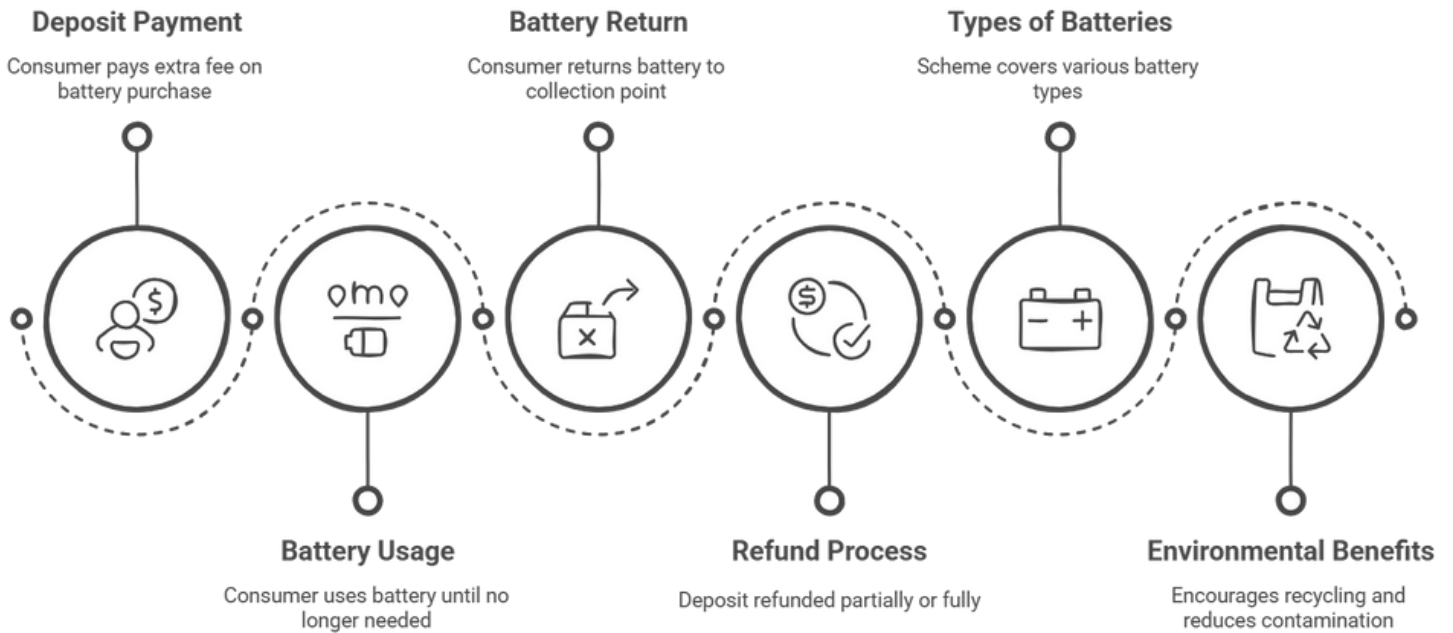 Deposit Payment
Consumer pays extra fee on
battery purchase
Battery Return
Consumer returns battery to
collection point
Types of Batteries
Scheme covers various battery
types
$
omo
$
Battery Usage
Consumer uses battery until no
longer needed
Refund Process
Deposit refunded partially or fully
Environmental Benefits
Encourages recycling and
reduces contamination